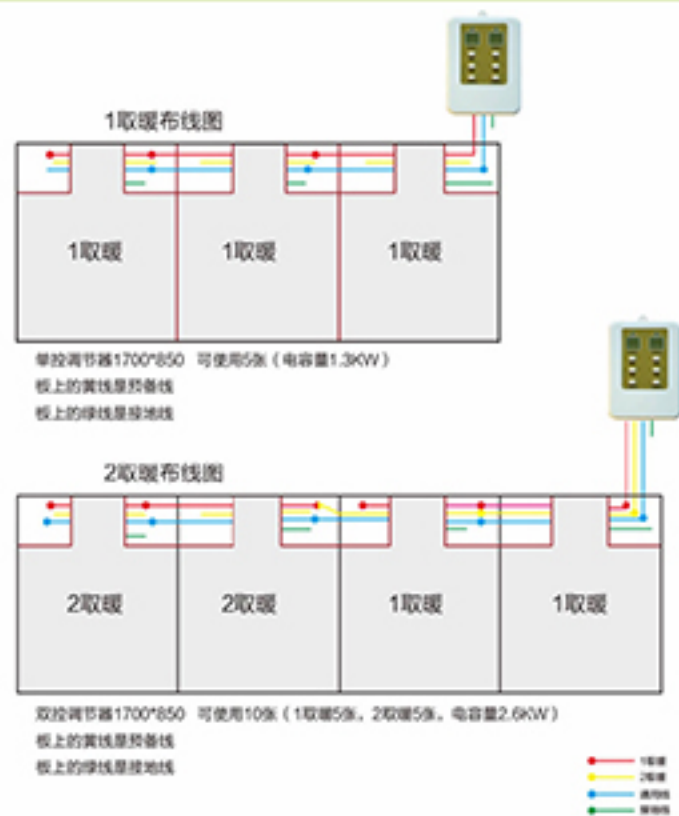 1取暖布线图
1取暖
1取暖
1取暖
单控调节器1700*850 可使用5张（电容量1.3KW）
板上的黄线是预备线
板上的绿线是接地线
2取暖布线图
2取暖
2取暖
1取暖
1取暖
双控调节器1700*850 可使用10张（1取暖5张，2取暖5张，电容量2.6KW）
板上的黄线是预备线
板上的绿线是接地线
1取暖
2取暖
通用线
接地线